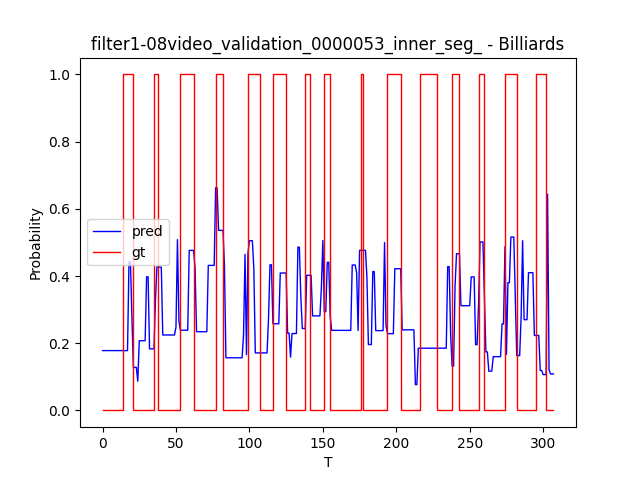 filter1-08video_validation_0000053_inner_seg_ - Billiards
1.0
0.8
0.6
0.4
0.2
0.0
Probability
pred
gt
0 50 100 150 200 250 300
T